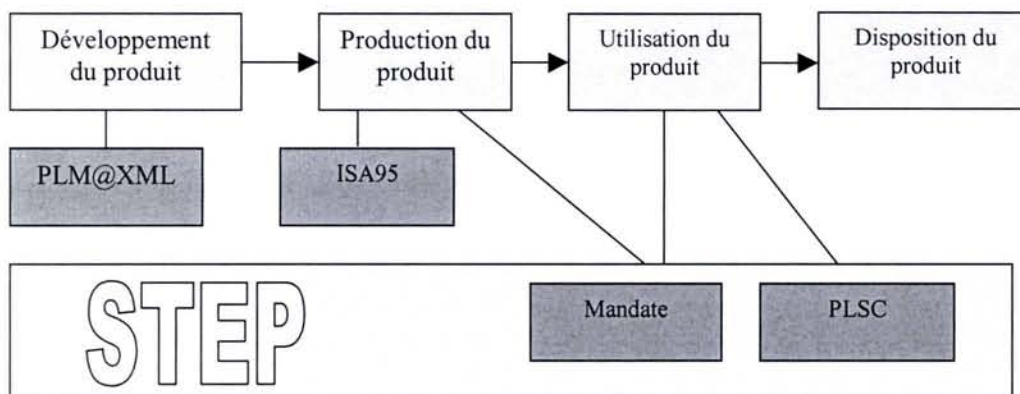 Développement
du produit
Production du
produit
Utilisation du
produit
Disposition du
produit
PLM@XML
ISA95
STEP
Mandate
PLSC